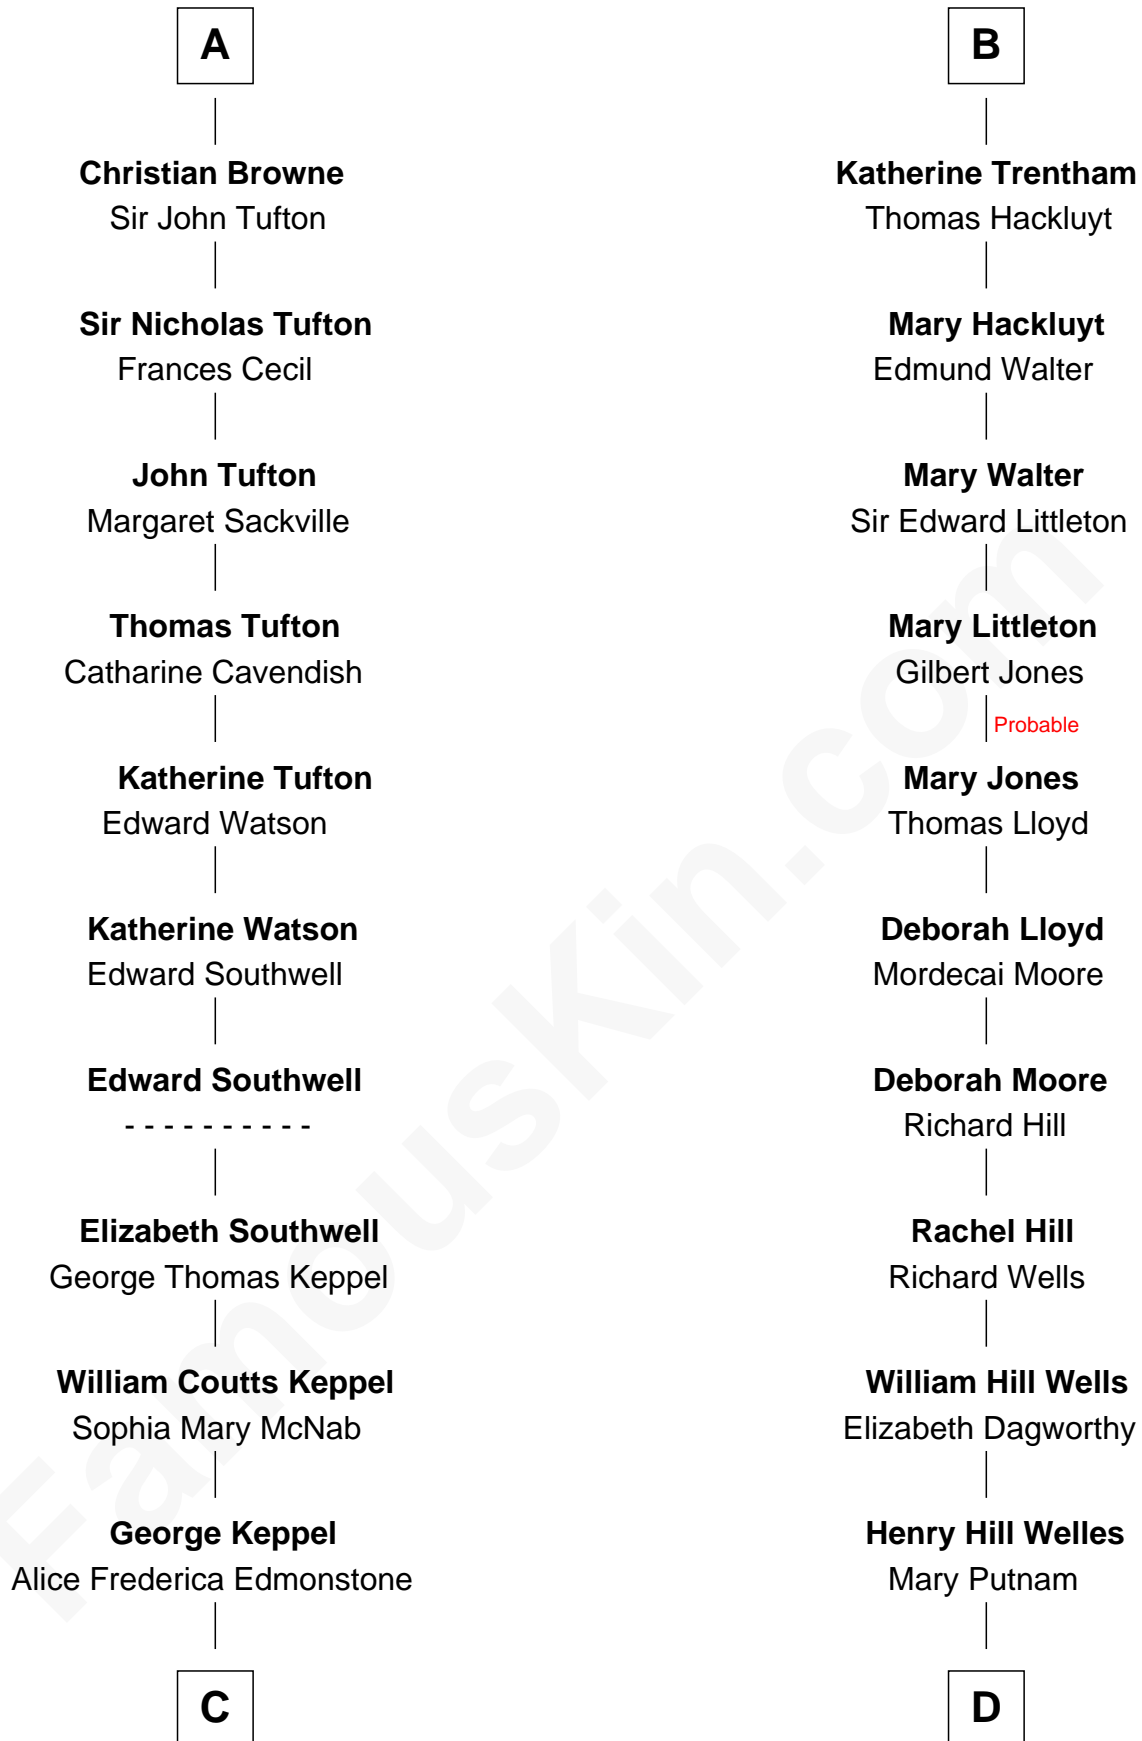 A
Christian Browne
Sir John Tufton
Sir Nicholas Tufton
Frances Cecil
John Tufton
Margaret Sackville
Thomas Tufton
Catharine Cavendish
Katherine Tufton
Edward Watson
Katherine Watson
Edward Southwell
Edward Southwell
- - - - - - - - - -
Elizabeth Southwell
George Thomas Keppel
William Coutts Keppel
Sophia Mary McNab
George Keppel
Alice Frederica Edmonstone
C
B
Katherine Trentham
Thomas Hackluyt
Mary Hackluyt
Edmund Walter
Mary Walter
Sir Edward Littleton
Mary Littleton
Gilbert Jones
Probable
Mary Jones
Thomas Lloyd
Deborah Lloyd
Mordecai Moore
Deborah Moore
Richard Hill
Rachel Hill
Richard Wells
William Hill Wells
Elizabeth Dagworthy
Henry Hill Welles
Mary Putnam
D
FamousKin.com